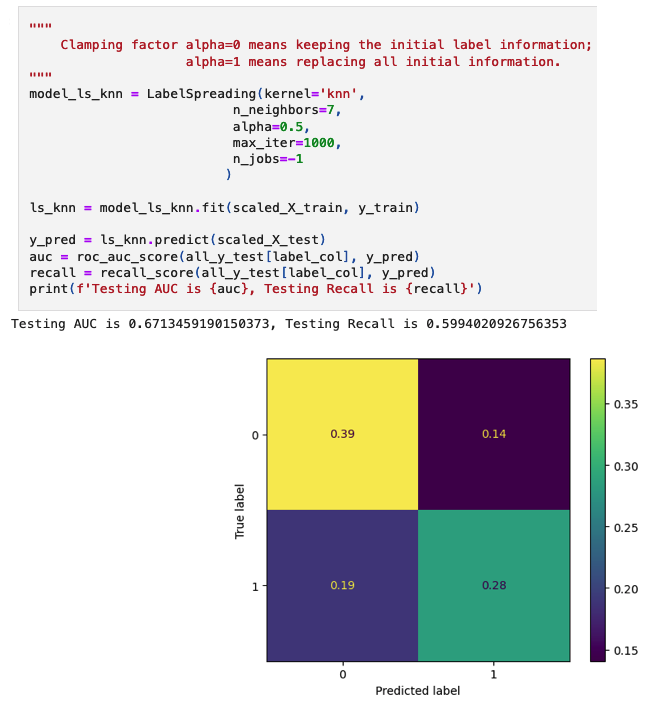 """
Clamping factor alpha=0 means keeping the initial label information;
alpha=1 means replacing all initial information.
"""
model_ls_knn = LabelSpreading(kernel='knn',
n_neighbors=7,
alpha=0.5,
max_iter=1000,
n_jobs=-1
)
ls_knn = model_ls_knn.fit(scaled_X_train, y_train)
y_pred = ls_knn.predict(scaled_X_test)
auc = roc_auc_score(all_y_test[label_col], y_pred)
recall = recall_score(all_y_test[label_col], y_pred)
print(f'Testing AUC is {auc}, Testing Recall is {recall}')
Testing AUC is 0.6713459190150373, Testing Recall is 0.5994020926756353
0.35
0 0.39 0.14
0.30
True label
0.25
1 0.19 0.28
0.20
0.15
0 1
Predicted label